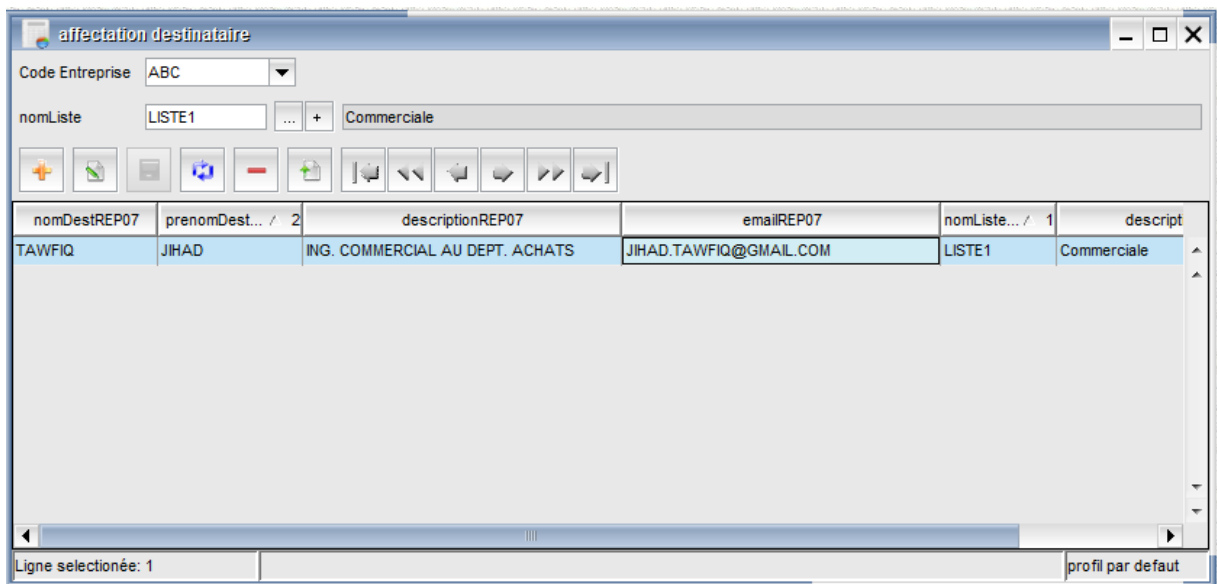 affectation destinataire
Code Entreprise ABC
nomListe LISTE1 ... + Commerciale
nomDestREP07 prenomDest... / 2 descriptionREP07 emailREP07 nomListe... / 1 descript
TAWFIQ JIHAD ING. COMMERCIAL AU DEPT. ACHATS JIHAD.TAWFIQ@GMAIL.COM LISTE1 Commerciale
Ligne selectionée: 1 profil par defaut